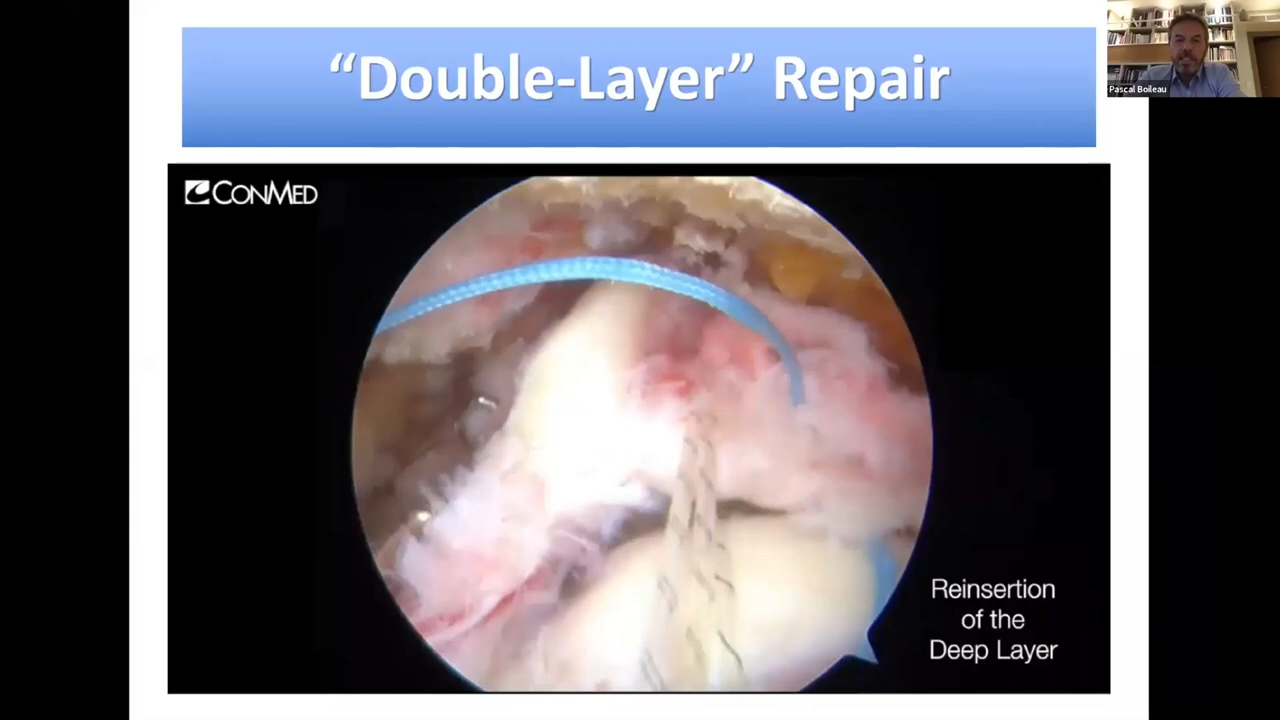 “Double-Layer” Repair
Pascal Boileau
CONMED
Reinsertion
of the
Deep Layer